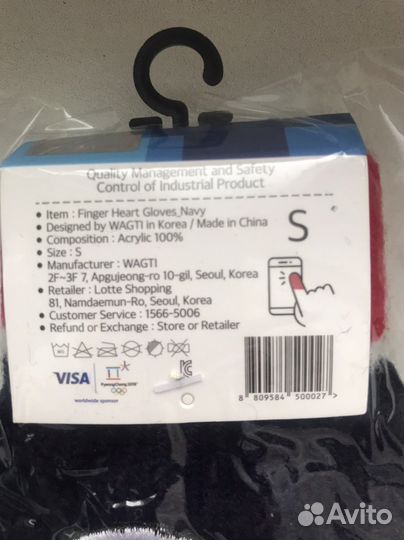 Quality Management and Safety
Control of Industrial Product
• Item : Finger Heart Gloves_Navy
• Designed by WAGTI in Korea / Made in China
• Composition : Acrylic 100%
• Size : S
• Manufacturer : WAGTI
2F~3F 7, Apgujeong-ro 10-gil, Seoul, Korea
• Retailer : Lotte Shopping
81, Namdaemun-Ro, Seoul, Korea
• Customer Service : 1566-5006
• Refund or Exchange : Store or Retailer
S
VISA
PyeongChang 2018
worldwide sponsor
8 809584 500027 >
Avito